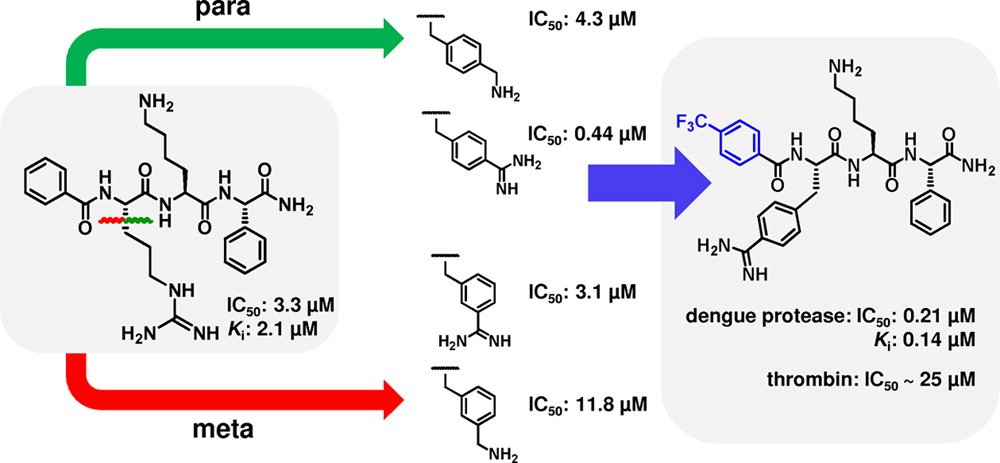 para
IC50: 4.3 µM
NH2
IC50: 0.44 µM
NH2
NH
NH2
H
N
O
N
H
H
N
O
O
O
NH2
NH
H2N
NH
IC50: 3.3 µM
Ki: 2.1 µM
IC50: 3.1 µM
H2N
NH
IC50: 11.8 µM
NH2
meta
NH2
F3C
O
H
N
O
N
H
O
H
N
O
NH2
H2N
NH
dengue protease: IC50: 0.21 µM
Ki: 0.14 µM
thrombin: IC50 ~ 25 µM